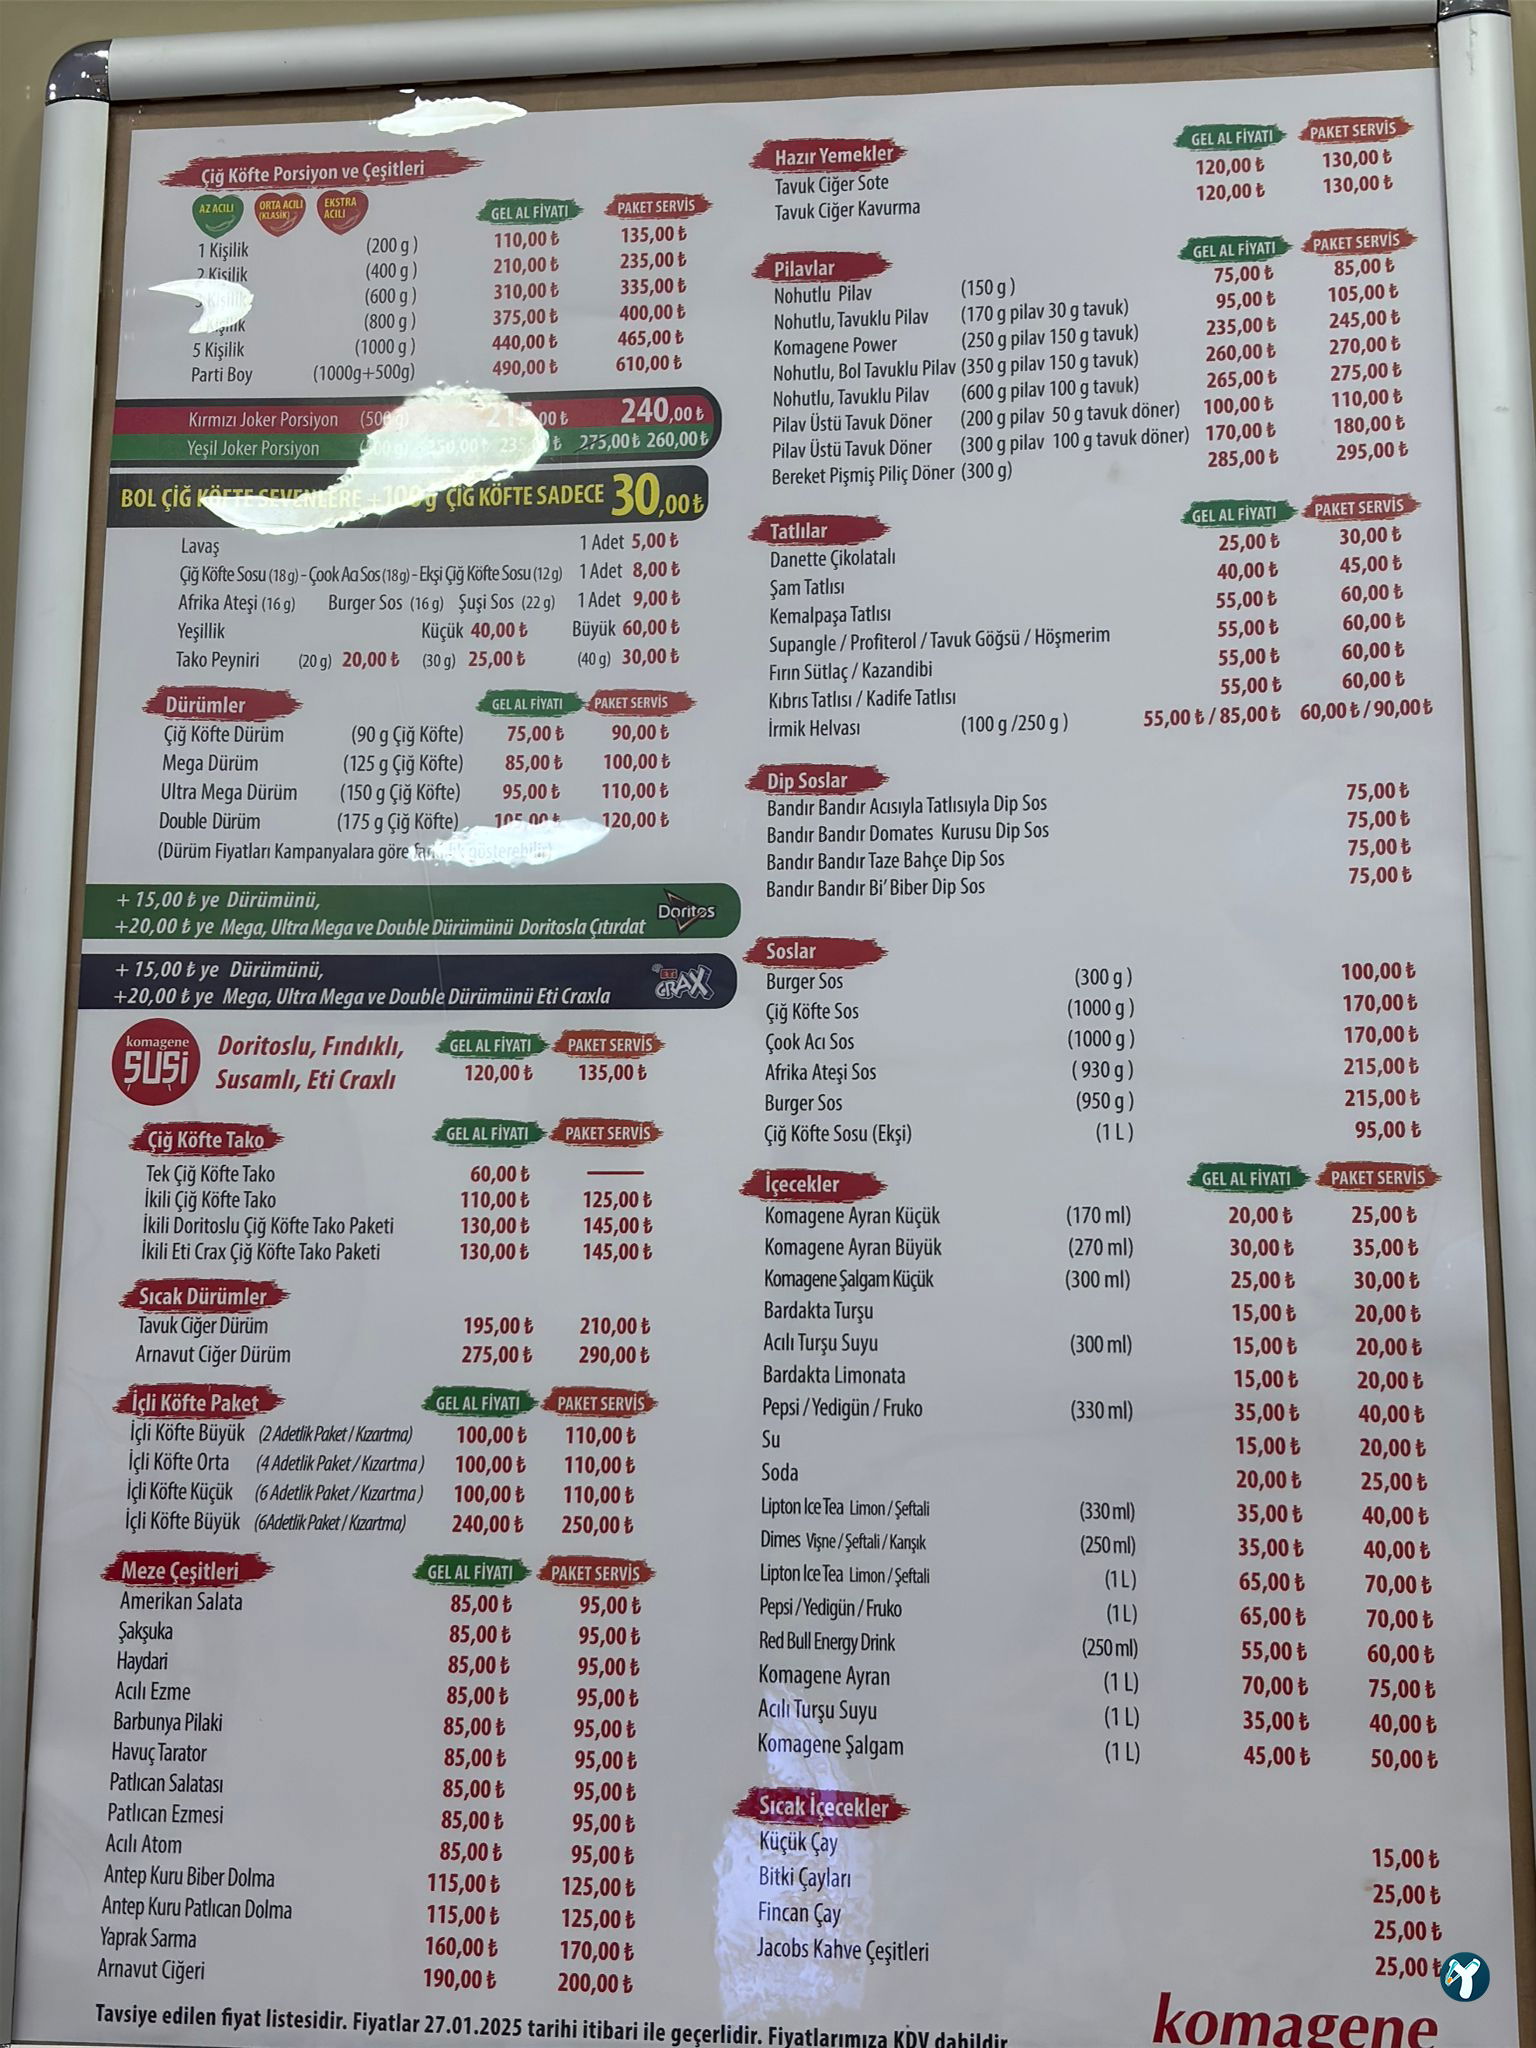 Çiğ Köfte Porsiyon ve Çeşitleri
AZ ACILI ORTA ACILI (KLASİK) EKSTRA ACILI GEL AL FİYATI PAKET SERVİS
1 Kişilik (200 g ) 110,00 ₺ 135,00 ₺
2 Kişilik (400 g ) 210,00 ₺ 235,00 ₺
3 Kişilik (600 g ) 310,00 ₺ 335,00 ₺
(800 g ) 375,00 ₺ 400,00 ₺
5 Kişilik (1000 g ) 440,00 ₺ 465,00 ₺
Parti Boy (1000g+500g) 490,00 ₺ 610,00 ₺
Kırmızı Joker Porsiyon (500 g) 215,00 ₺ 240,00 ₺
Yeşil Joker Porsiyon 235,00 ₺ 275,00 ₺ 260,00 ₺
BOL ÇİĞ KÖFTE SEVENLERE +100 g ÇİĞ KÖFTE SADECE 30,00 ₺
Lavaş 1 Adet 5,00 ₺
Çiğ Köfte Sosu (18 g) - Çook Acı Sos (18 g) - Ekşi Çiğ Köfte Sosu (12 g) 1 Adet 8,00 ₺
Afrika Ateşi (16 g) Burger Sos (16 g) Şuşi Sos (22 g) 1 Adet 9,00 ₺
Yeşillik Küçük 40,00 ₺ Büyük 60,00 ₺
Tako Peyniri (20 g) 20,00 ₺ (30 g) 25,00 ₺ (40 g) 30,00 ₺
Dürümler GEL AL FİYATI PAKET SERVİS
Çiğ Köfte Dürüm (90 g Çiğ Köfte) 75,00 ₺ 90,00 ₺
Mega Dürüm (125 g Çiğ Köfte) 85,00 ₺ 100,00 ₺
Ultra Mega Dürüm (150 g Çiğ Köfte) 95,00 ₺ 110,00 ₺
Double Dürüm (175 g Çiğ Köfte) 105,00 ₺ 120,00 ₺
(Dürüm Fiyatları Kampanyalara göre farklılık gösterebilir)
+ 15,00 ₺ ye Dürümünü,
+20,00 ₺ ye Mega, Ultra Mega ve Double Dürümünü Doritosla Çıtırdat
Doritos
+ 15,00 ₺ ye Dürümünü,
+20,00 ₺ ye Mega, Ultra Mega ve Double Dürümünü Eti Craxla
ETİ CRAX
komagene ŞUŞİ
Doritoslu, Fındıklı, GEL AL FİYATI PAKET SERVİS
Susamlı, Eti Craxlı 120,00 ₺ 135,00 ₺
Çiğ Köfte Tako GEL AL FİYATI PAKET SERVİS
Tek Çiğ Köfte Tako 60,00 ₺
İkili Çiğ Köfte Tako 110,00 ₺ 125,00 ₺
İkili Doritoslu Çiğ Köfte Tako Paketi 130,00 ₺ 145,00 ₺
İkili Eti Crax Çiğ Köfte Tako Paketi 130,00 ₺ 145,00 ₺
Sıcak Dürümler
Tavuk Ciğer Dürüm 195,00 ₺ 210,00 ₺
Arnavut Ciğer Dürüm 275,00 ₺ 290,00 ₺
İçli Köfte Paket GEL AL FİYATI PAKET SERVİS
İçli Köfte Büyük (2 Adetlik Paket / Kızartma) 100,00 ₺ 110,00 ₺
İçli Köfte Orta (4 Adetlik Paket / Kızartma ) 100,00 ₺ 110,00 ₺
İçli Köfte Küçük (6 Adetlik Paket / Kızartma ) 100,00 ₺ 110,00 ₺
İçli Köfte Büyük (6Adetlik Paket / Kızartma) 240,00 ₺ 250,00 ₺
Meze Çeşitleri GEL AL FİYATI PAKET SERVİS
Amerikan Salata 85,00 ₺ 95,00 ₺
Şakşuka 85,00 ₺ 95,00 ₺
Haydari 85,00 ₺ 95,00 ₺
Acılı Ezme 85,00 ₺ 95,00 ₺
Barbunya Pilaki 85,00 ₺ 95,00 ₺
Havuç Tarator 85,00 ₺ 95,00 ₺
Patlıcan Salatası 85,00 ₺ 95,00 ₺
Patlıcan Ezmesi 85,00 ₺ 95,00 ₺
Acılı Atom 85,00 ₺ 95,00 ₺
Antep Kuru Biber Dolma 115,00 ₺ 125,00 ₺
Antep Kuru Patlıcan Dolma 115,00 ₺ 125,00 ₺
Yaprak Sarma 160,00 ₺ 170,00 ₺
Arnavut Ciğeri 190,00 ₺ 200,00 ₺
Hazır Yemekler GEL AL FİYATI PAKET SERVİS
Tavuk Ciğer Sote 120,00 ₺ 130,00 ₺
Tavuk Ciğer Kavurma 120,00 ₺ 130,00 ₺
Pilavlar GEL AL FİYATI PAKET SERVİS
Nohutlu Pilav (150 g ) 75,00 ₺ 85,00 ₺
Nohutlu, Tavuklu Pilav (170 g pilav 30 g tavuk) 95,00 ₺ 105,00 ₺
Komagene Power (250 g pilav 150 g tavuk) 235,00 ₺ 245,00 ₺
Nohutlu, Bol Tavuklu Pilav (350 g pilav 150 g tavuk) 260,00 ₺ 270,00 ₺
Nohutlu, Tavuklu Pilav (600 g pilav 100 g tavuk) 265,00 ₺ 275,00 ₺
Pilav Üstü Tavuk Döner (200 g pilav 50 g tavuk döner) 100,00 ₺ 110,00 ₺
Pilav Üstü Tavuk Döner (300 g pilav 100 g tavuk döner) 170,00 ₺ 180,00 ₺
Bereket Pişmiş Piliç Döner (300 g) 285,00 ₺ 295,00 ₺
Tatlılar GEL AL FİYATI PAKET SERVİS
Danette Çikolatalı 25,00 ₺ 30,00 ₺
Şam Tatlısı 40,00 ₺ 45,00 ₺
Kemalpaşa Tatlısı 55,00 ₺ 60,00 ₺
Supangle / Profiterol / Tavuk Göğsü / Höşmerim 55,00 ₺ 60,00 ₺
Fırın Sütlaç / Kazandibi 55,00 ₺ 60,00 ₺
Kıbrıs Tatlısı / Kadife Tatlısı 55,00 ₺ 60,00 ₺
İrmik Helvası (100 g /250 g ) 55,00 ₺ / 85,00 ₺ 60,00 ₺ / 90,00 ₺
Dip Soslar
Bandır Bandır Acısıyla Tatlısıyla Dip Sos 75,00 ₺
Bandır Bandır Domates Kurusu Dip Sos 75,00 ₺
Bandır Bandır Taze Bahçe Dip Sos 75,00 ₺
Bandır Bandır Bi' Biber Dip Sos 75,00 ₺
Soslar
Burger Sos (300 g ) 100,00 ₺
Çiğ Köfte Sos (1000 g ) 170,00 ₺
Çook Acı Sos (1000 g ) 170,00 ₺
Afrika Ateşi Sos ( 930 g ) 215,00 ₺
Burger Sos (950 g ) 215,00 ₺
Çiğ Köfte Sosu (Ekşi) (1 L ) 95,00 ₺
İçecekler GEL AL FİYATI PAKET SERVİS
Komagene Ayran Küçük (170 ml) 20,00 ₺ 25,00 ₺
Komagene Ayran Büyük (270 ml) 30,00 ₺ 35,00 ₺
Komagene Şalgam Küçük (300 ml) 25,00 ₺ 30,00 ₺
Bardakta Turşu 15,00 ₺ 20,00 ₺
Acılı Turşu Suyu (300 ml) 15,00 ₺ 20,00 ₺
Bardakta Limonata 15,00 ₺ 20,00 ₺
Pepsi / Yedigün / Fruko (330 ml) 35,00 ₺ 40,00 ₺
Su 15,00 ₺ 20,00 ₺
Soda 20,00 ₺ 25,00 ₺
Lipton Ice Tea Limon / Şeftali (330 ml) 35,00 ₺ 40,00 ₺
Dimes Vişne / Şeftali / Karışık (250 ml) 35,00 ₺ 40,00 ₺
Lipton Ice Tea Limon / Şeftali (1 L) 65,00 ₺ 70,00 ₺
Pepsi / Yedigün / Fruko (1 L) 65,00 ₺ 70,00 ₺
Red Bull Energy Drink (250 ml) 55,00 ₺ 60,00 ₺
Komagene Ayran (1 L) 70,00 ₺ 75,00 ₺
Acılı Turşu Suyu (1 L) 35,00 ₺ 40,00 ₺
Komagene Şalgam (1 L) 45,00 ₺ 50,00 ₺
Sıcak İçecekler
Küçük Çay 15,00 ₺
Bitki Çayları 25,00 ₺
Fincan Çay 25,00 ₺
Jacobs Kahve Çeşitleri 25,00 ₺
Tavsiye edilen fiyat listesidir. Fiyatlar 27.01.2025 tarihi itibari ile geçerlidir. Fiyatlarımıza KDV dahildir
komagene